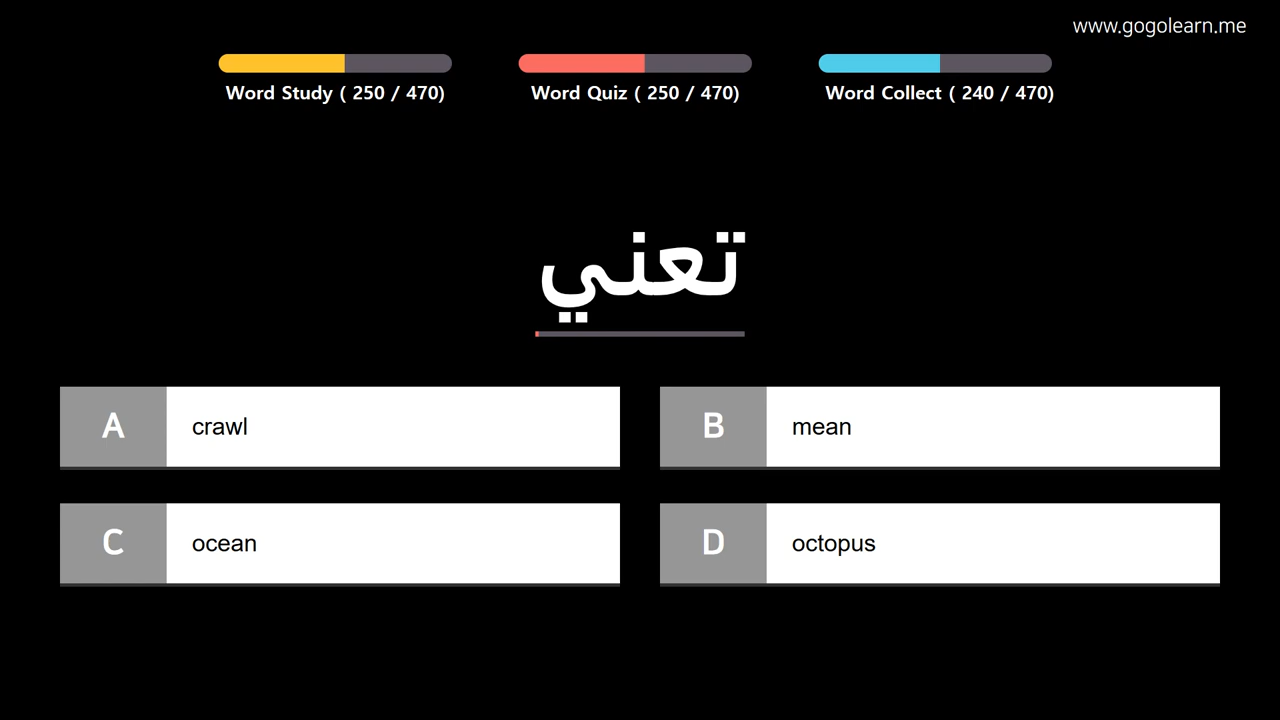 www.gogolearn.me
Word Study ( 250 / 470)
Word Quiz ( 250 / 470)
Word Collect ( 240 / 470)
تعني
A crawl
B mean
C ocean
D octopus